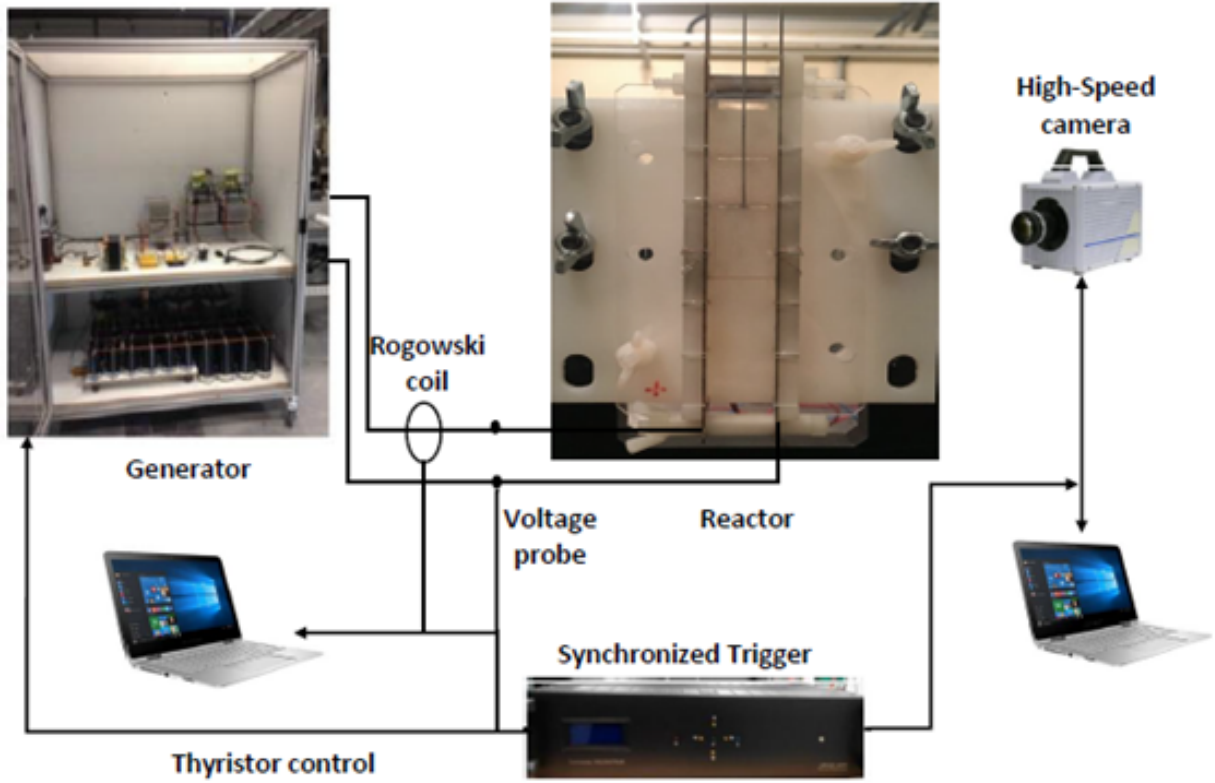 High-Speed
camera
Rogowski
coil
Generator
Voltage
probe
Reactor
Synchronized Trigger
Thyristor control